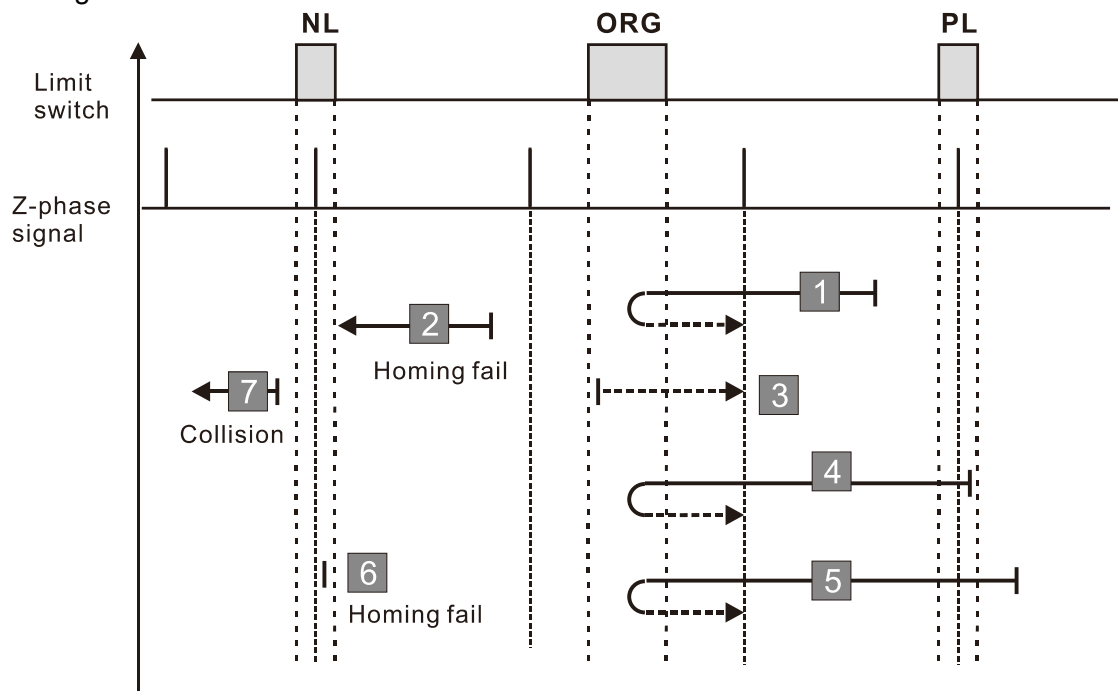 NL
ORG
PL
Limit
switch
Z-phase
signal
1
2
Homing fail
7
3
Collision
4
6
5
Homing fail